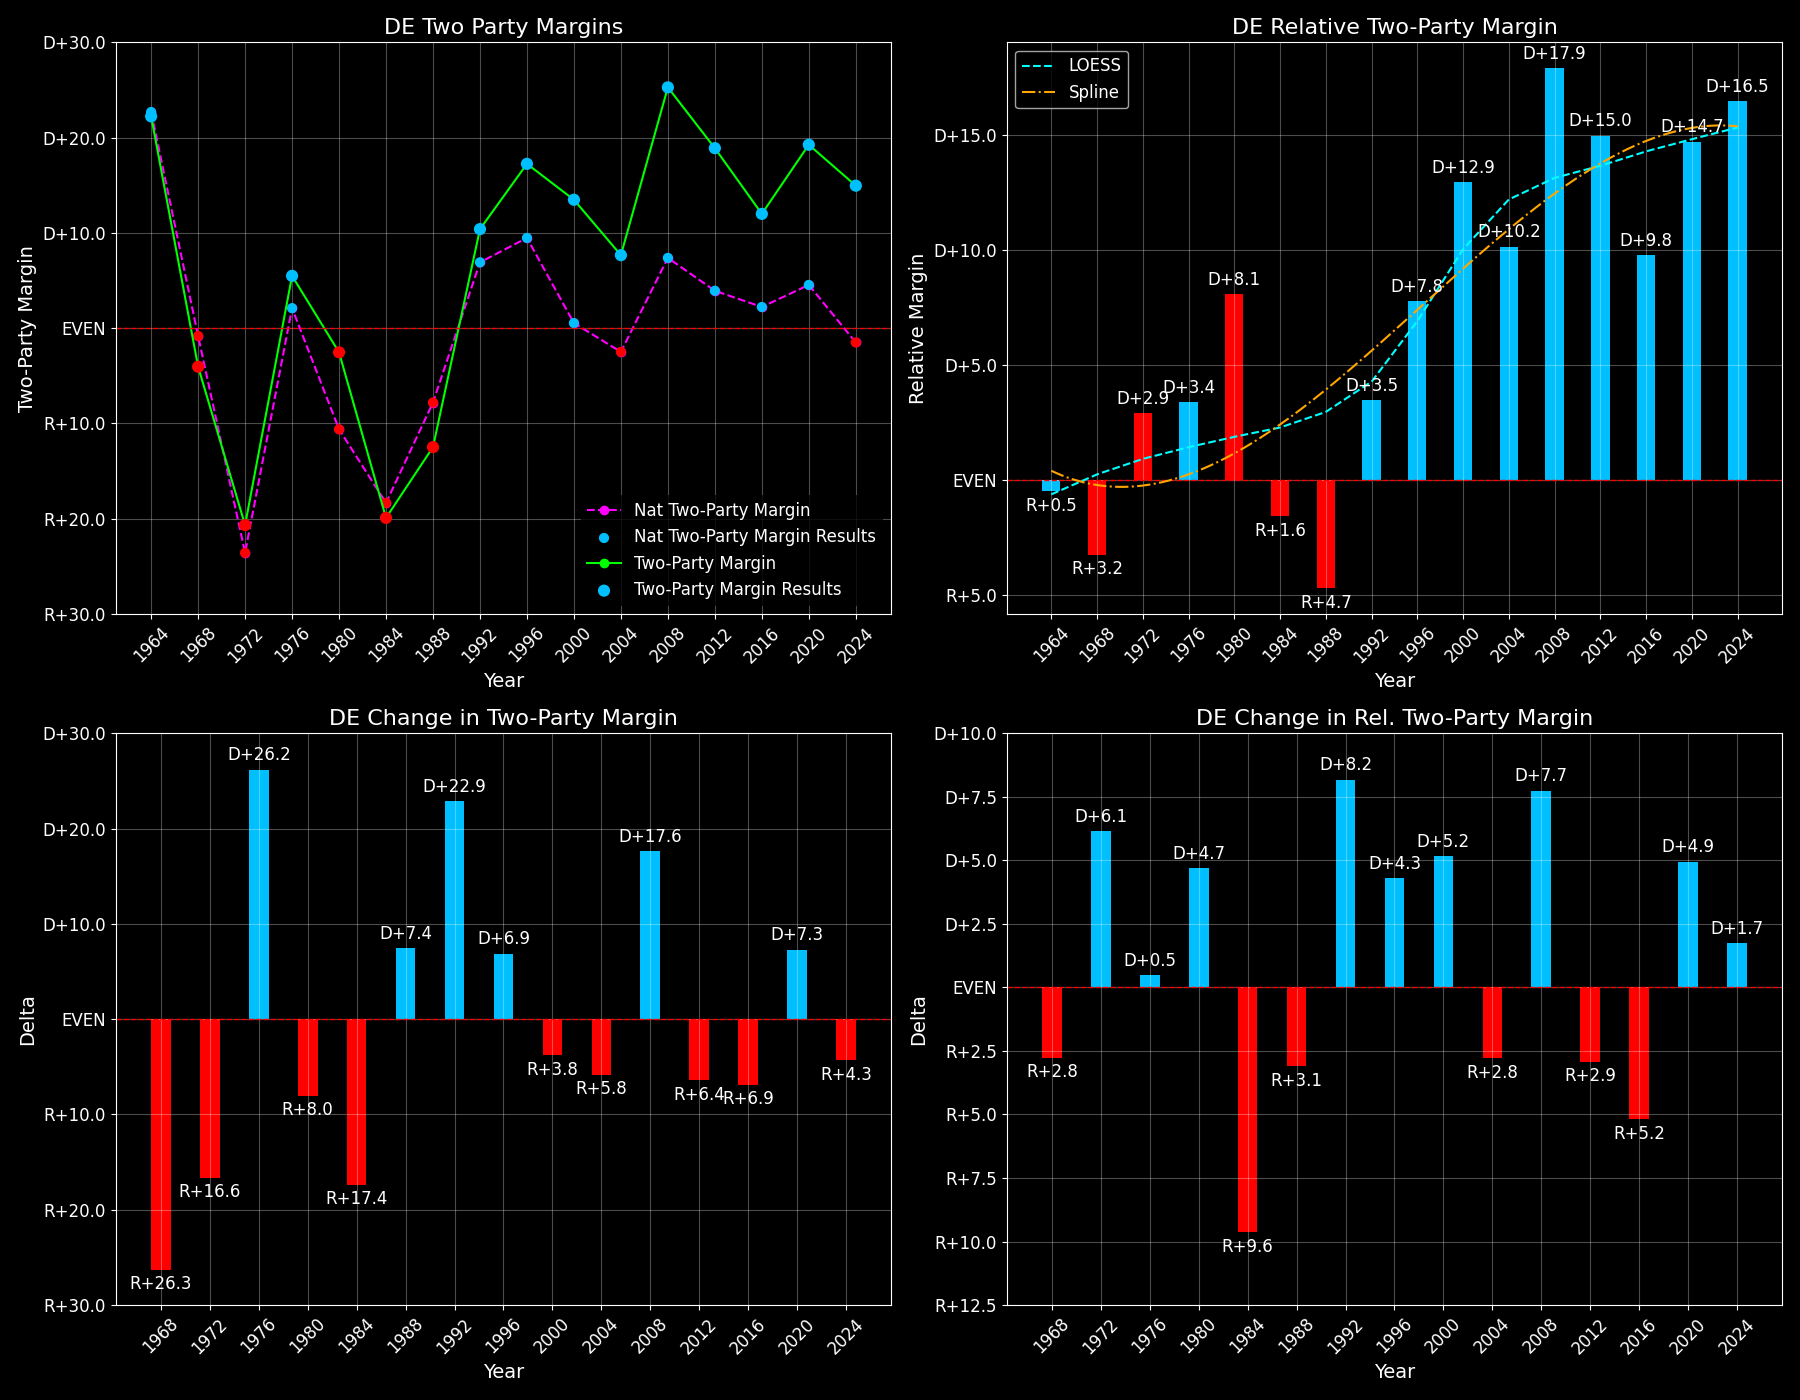 DE Two Party Margins
D+30.0
D+20.0
D+10.0
EVEN
R+10.0
R+20.0
R+30.0
Two-Party Margin
Nat Two-Party Margin
Nat Two-Party Margin Results
Two-Party Margin
Two-Party Margin Results
1964 1968 1972 1976 1980 1984 1988 1992 1996 2000 2004 2008 2012 2016 2020 2024
Year
DE Relative Two-Party Margin
LOESS
Spline
D+15.0
D+10.0
D+5.0
EVEN
R+5.0
Relative Margin
R+0.5
R+3.2
D+2.9
D+3.4
D+8.1
R+1.6
R+4.7
D+3.5
D+7.8
D+12.9
D+10.2
D+17.9
D+15.0
D+9.8
D+14.7
D+16.5
1964 1968 1972 1976 1980 1984 1988 1992 1996 2000 2004 2008 2012 2016 2020 2024
Year
DE Change in Two-Party Margin
D+30.0
D+20.0
D+10.0
EVEN
R+10.0
R+20.0
R+30.0
Delta
R+26.3
R+16.6
D+26.2
R+8.0
R+17.4
D+7.4
D+22.9
D+6.9
R+3.8
R+5.8
D+17.6
R+6.4
R+6.9
D+7.3
R+4.3
1968 1972 1976 1980 1984 1988 1992 1996 2000 2004 2008 2012 2016 2020 2024
Year
DE Change in Rel. Two-Party Margin
D+10.0
D+7.5
D+5.0
D+2.5
EVEN
R+2.5
R+5.0
R+7.5
R+10.0
R+12.5
Delta
R+2.8
D+6.1
D+0.5
D+4.7
R+9.6
R+3.1
D+8.2
D+4.3
D+5.2
R+2.8
D+7.7
R+2.9
R+5.2
D+4.9
D+1.7
1968 1972 1976 1980 1984 1988 1992 1996 2000 2004 2008 2012 2016 2020 2024
Year